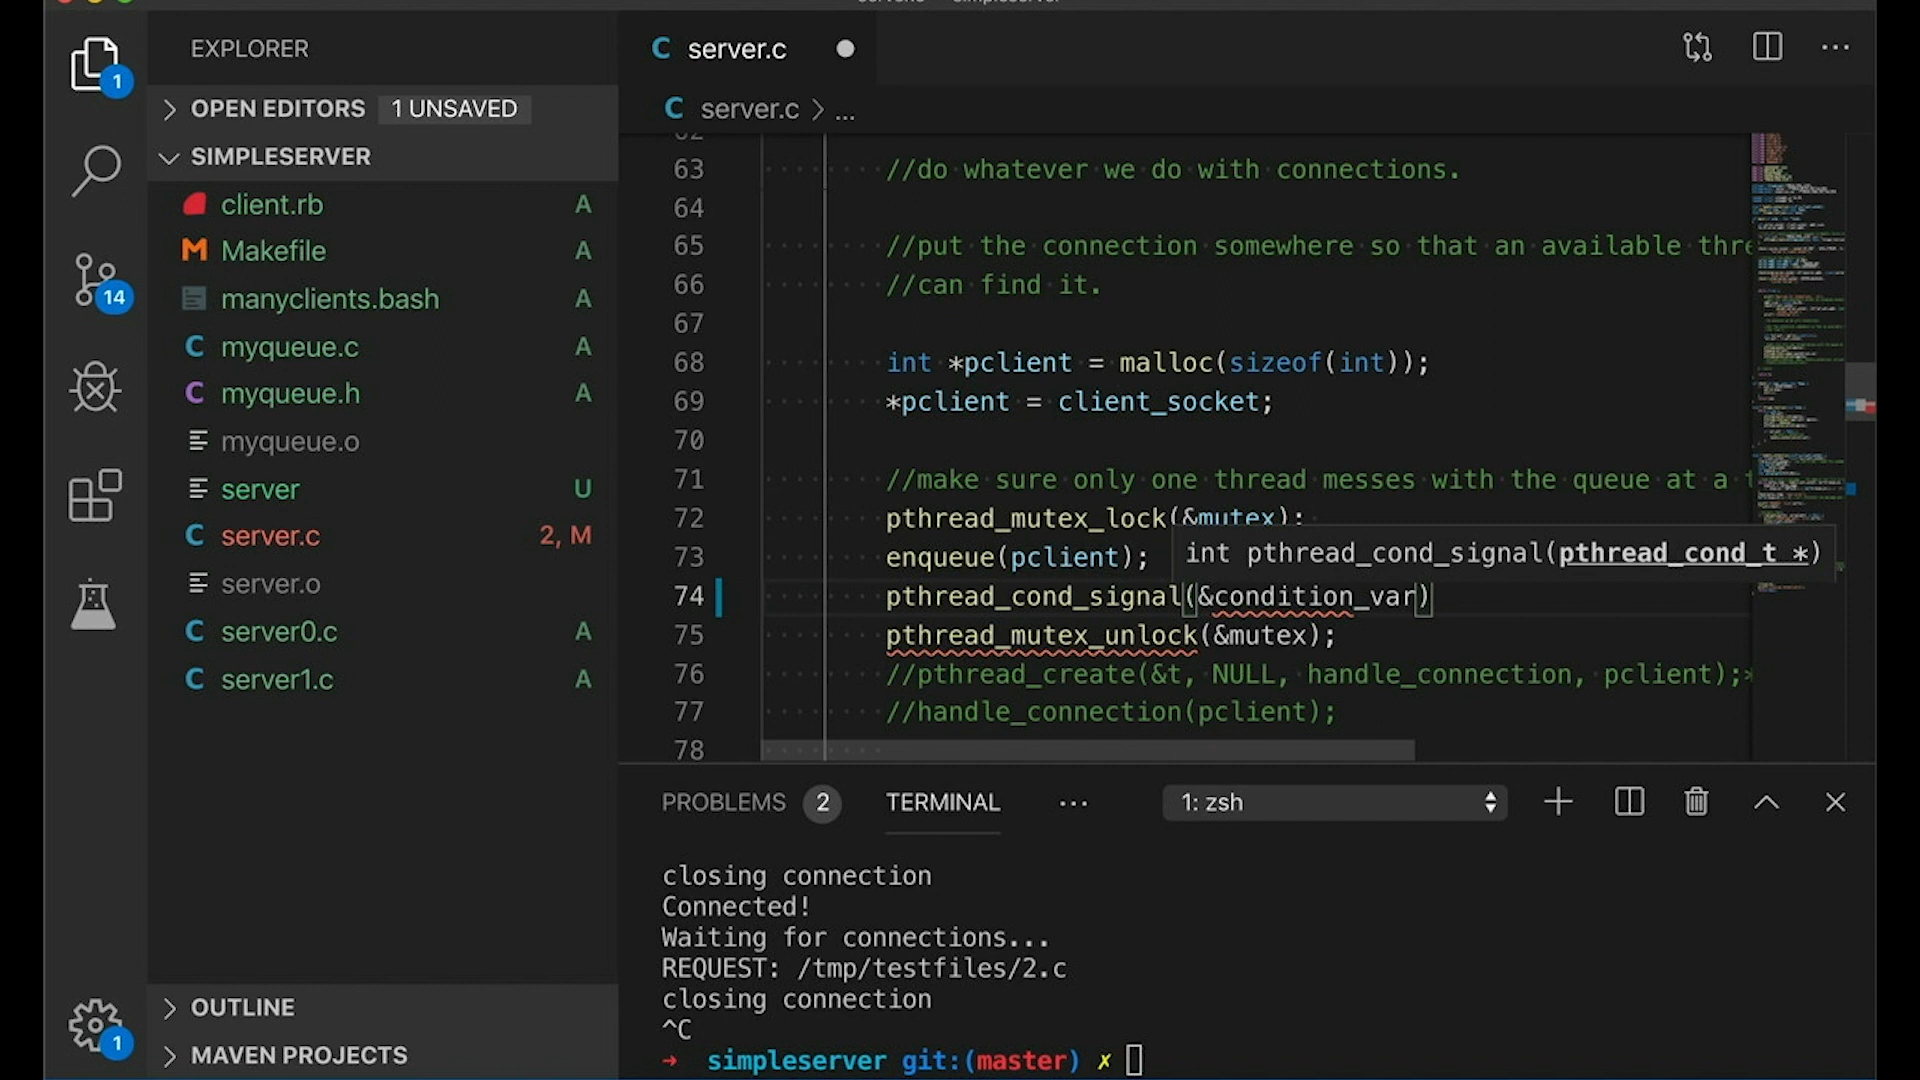 EXPLORER
OPEN EDITORS 1 UNSAVED
SIMPLESERVER
client.rb A
Makefile A
manyclients.bash A
myqueue.c A
myqueue.h A
myqueue.o
server U
server.c 2, M
server.o
server0.c A
server1.c A
OUTLINE
MAVEN PROJECTS
1
14
1
server.c
server.c > ...
63 //do whatever we do with connections.
64
65 //put the connection somewhere so that an available thre
66 //can find it.
67
68 int *pclient = malloc(sizeof(int));
69 *pclient = client_socket;
70
71 //make sure only one thread messes with the queue at a t
72 pthread_mutex_lock(&mutex);
73 enqueue(pclient);
int pthread_cond_signal(pthread_cond_t *)
74 pthread_cond_signal(&condition_var)
75 pthread_mutex_unlock(&mutex);
76 //pthread_create(&t, NULL, handle_connection, pclient);
77 //handle_connection(pclient);
78
PROBLEMS 2 TERMINAL ... 1: zsh
closing connection
Connected!
Waiting for connections...
REQUEST: /tmp/testfiles/2.c
closing connection
^C
→ simpleserver git:(master) ✗